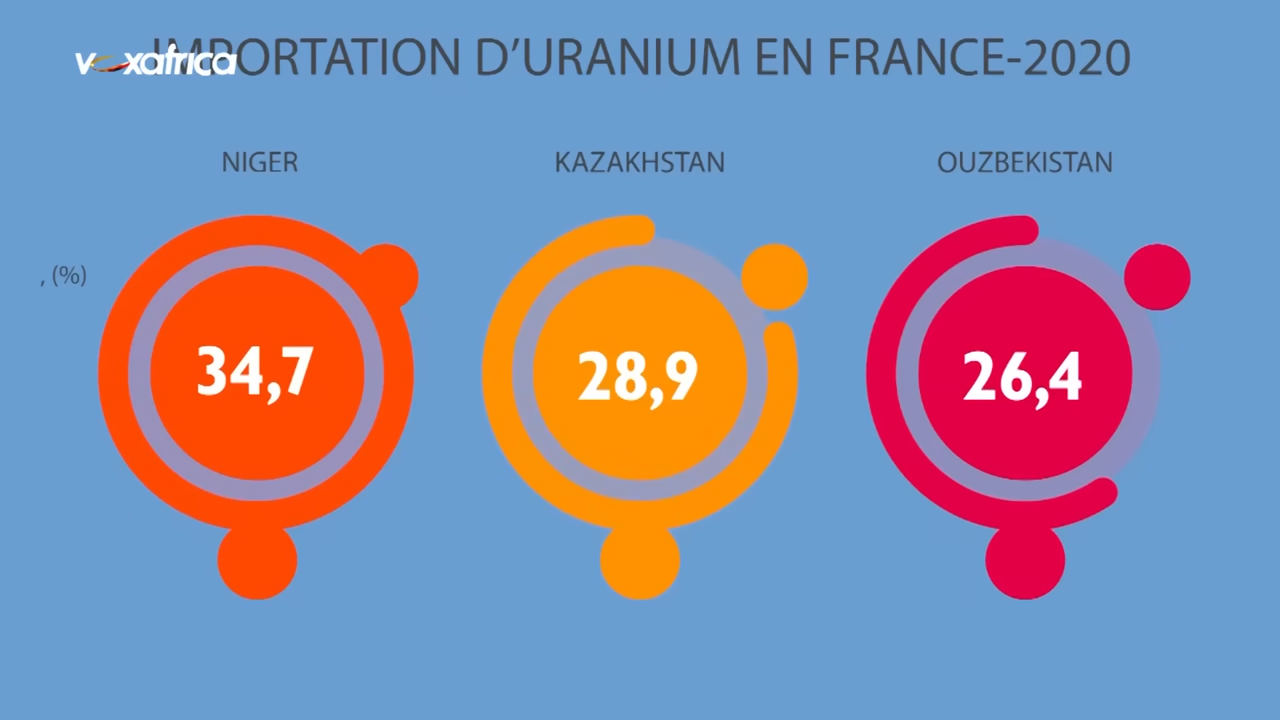 IMPORTATION D'URANIUM EN FRANCE-2020
voxafrica
NIGER KAZAKHSTAN OUZBEKISTAN
, (%)
34,7 28,9 26,4